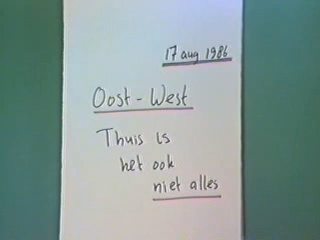 17 aug 1986
Oost - West
Thuis is
het ook
niet alles